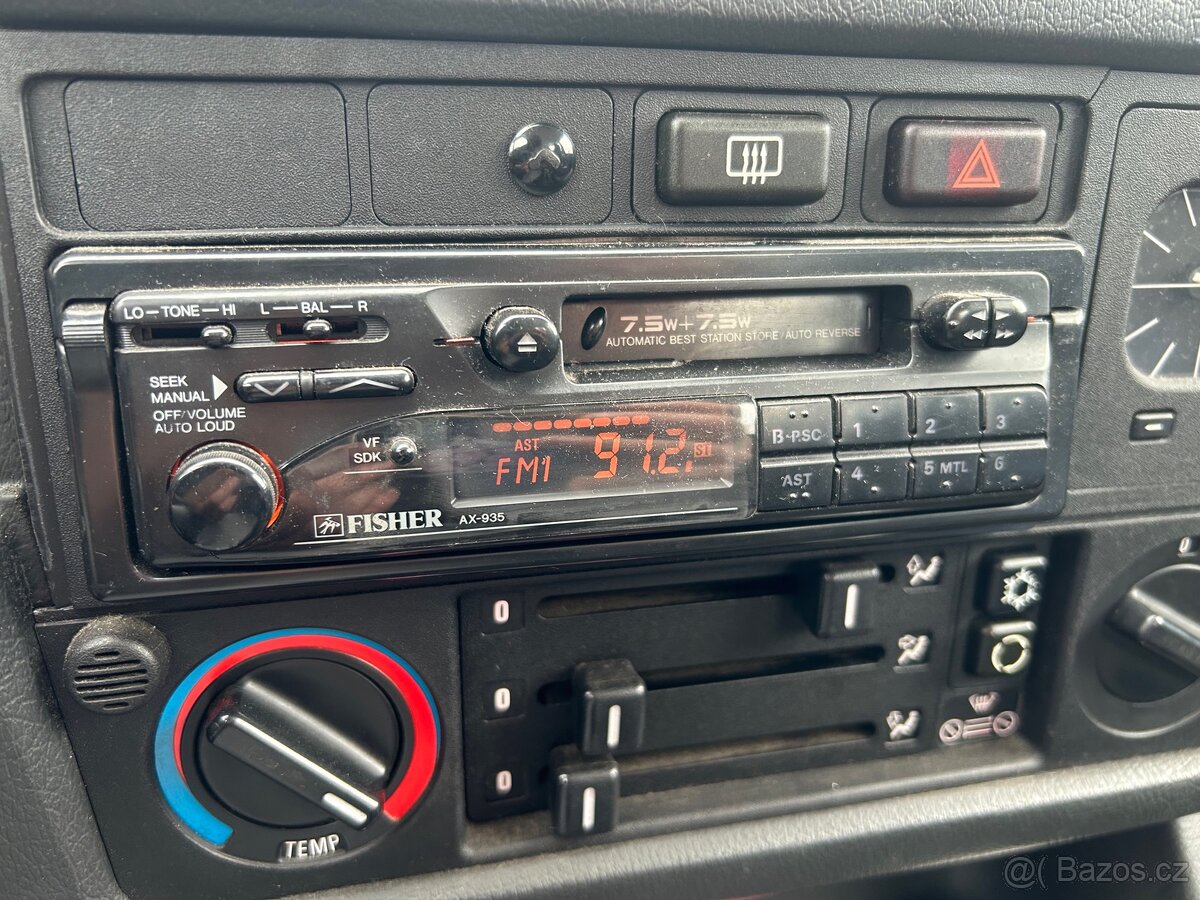 LO—TONE—HI L—BAL—R
7.5W+7.5W
AUTOMATIC BEST STATION STORE/AUTO REVERSE
SEEK
MANUAL
OFF/VOLUME
AUTO LOUD
VF
SDK
AST
FM1 91.2 ST
B·PSC 1 2 3
AST 4 5 MTL 6
FISHER AX-935
0
0
0
0
TEMP
@( Bazos.cz